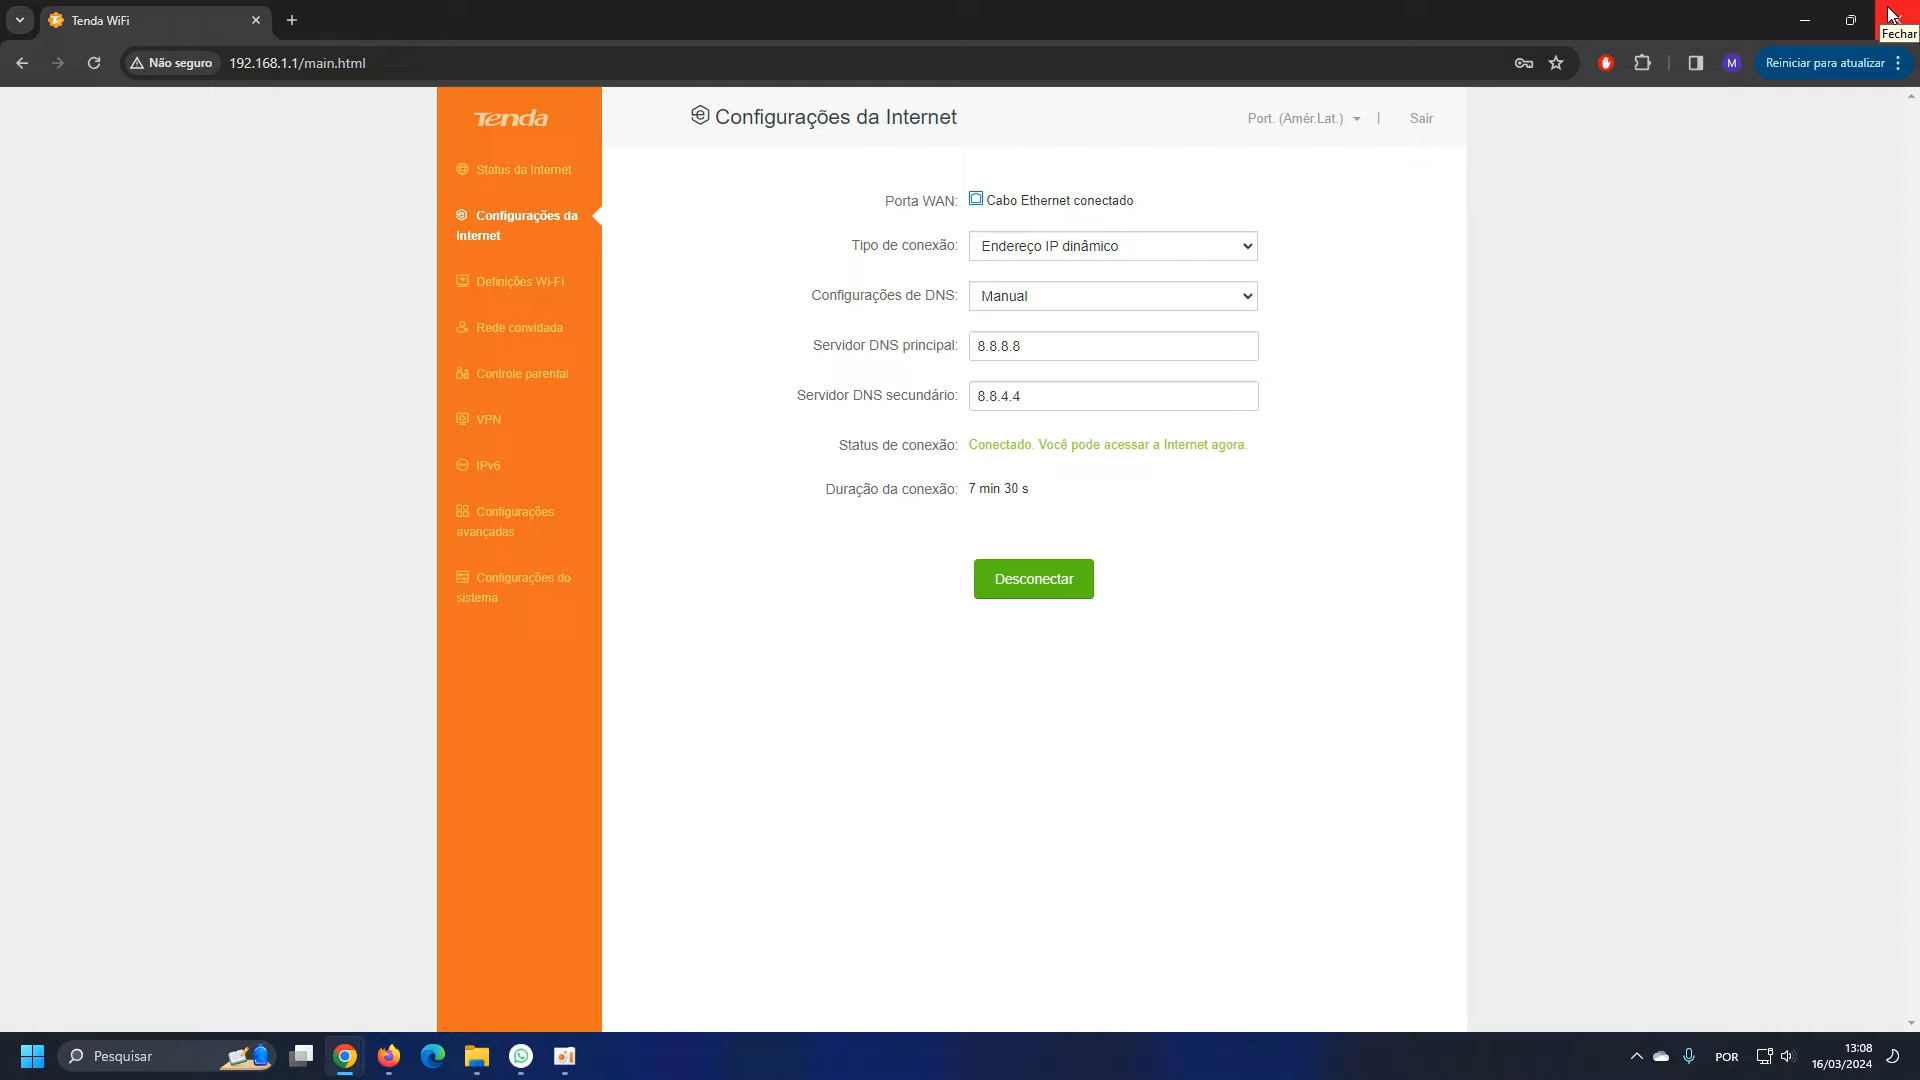 Tenda WiFi
Fechar
Não seguro
192.168.1.1/main.html
M
Reiniciar para atualizar
Tenda
Configurações da Internet
Port. (Amér.Lat.)
|
Sair
Status da Internet
Configurações da
Internet
Definições Wi-Fi
Rede convidada
Controle parental
VPN
IPv6
Configurações
avançadas
Configurações do
sistema
Porta WAN: Cabo Ethernet conectado
Tipo de conexão: Endereço IP dinâmico
Configurações de DNS: Manual
Servidor DNS principal: 8.8.8.8
Servidor DNS secundário: 8.8.4.4
Status de conexão: Conectado. Você pode acessar a Internet agora.
Duração da conexão: 7 min 30 s
Desconectar
Pesquisar
POR
13:08
16/03/2024